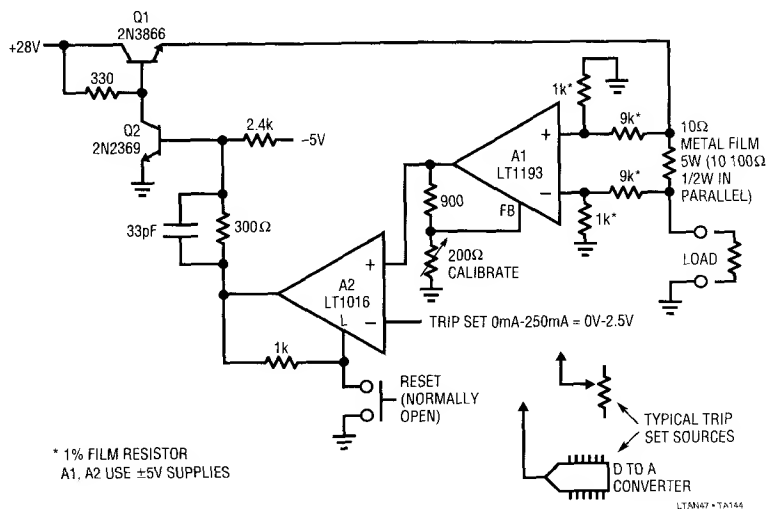 Q1
2N3866
+28V
330
Q2
2N2369
2.4k
–5V
33pF
300Ω
1k
A2
LT1016
+
–
L
RESET
(NORMALLY
OPEN)
TRIP SET 0mA-250mA = 0V-2.5V
900
200Ω
CALIBRATE
FB
A1
LT1193
+
–
1k*
9k*
9k*
1k*
10Ω
METAL FILM
5W (10 100Ω
1/2W IN
PARALLEL)
LOAD
TYPICAL TRIP
SET SOURCES
D TO A
CONVERTER
* 1% FILM RESISTOR
A1, A2 USE ±5V SUPPLIES
LTAN47 • TA144